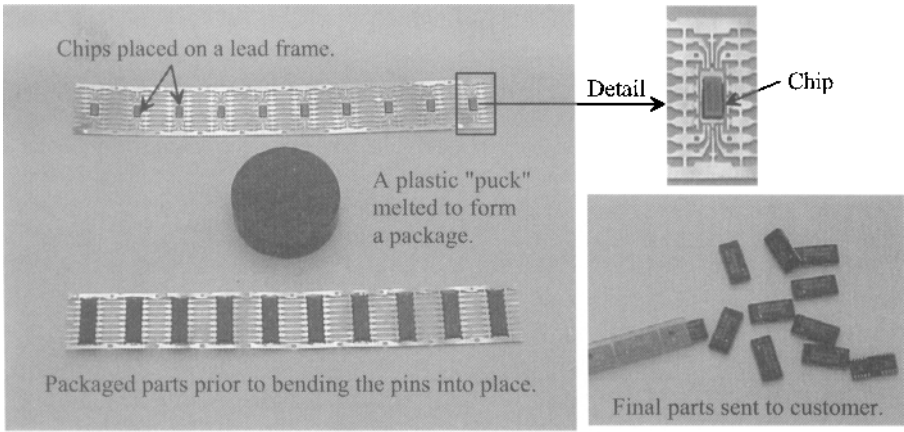 Chips placed on a lead frame.
Detail
Chip
A plastic "puck"
melted to form
a package.
Packaged parts prior to bending the pins into place.
Final parts sent to customer.